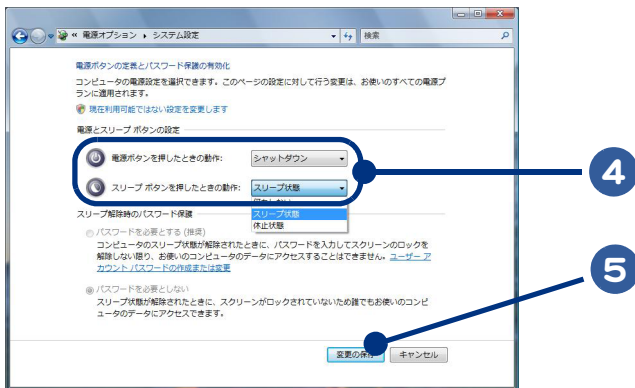 « 電源オプション ▸ システム設定
検索
電源ボタンの定義とパスワード保護の有効化
コンピュータの電源設定を選択できます。このページの設定に対して行う変更は、お使いのすべての電源プ
ランに適用されます。
現在利用可能ではない設定を変更します
電源とスリープ ボタンの設定
電源ボタンを押したときの動作: シャットダウン
4
スリープ ボタンを押したときの動作: スリープ状態
スリープ状態
休止状態
スリープ解除時のパスワード保護
パスワードを必要とする (推奨)
コンピュータのスリープ状態が解除されたときに、パスワードを入力してスクリーンのロックを
解除しない限り、お使いのコンピュータのデータにアクセスすることはできません。ユーザー ア
カウント パスワードの作成または変更
5
パスワードを必要としない
スリープ状態が解除されたときに、スクリーンがロックされていないため誰でもお使いのコンピ
ュータのデータにアクセスできます。
変更の保存 キャンセル